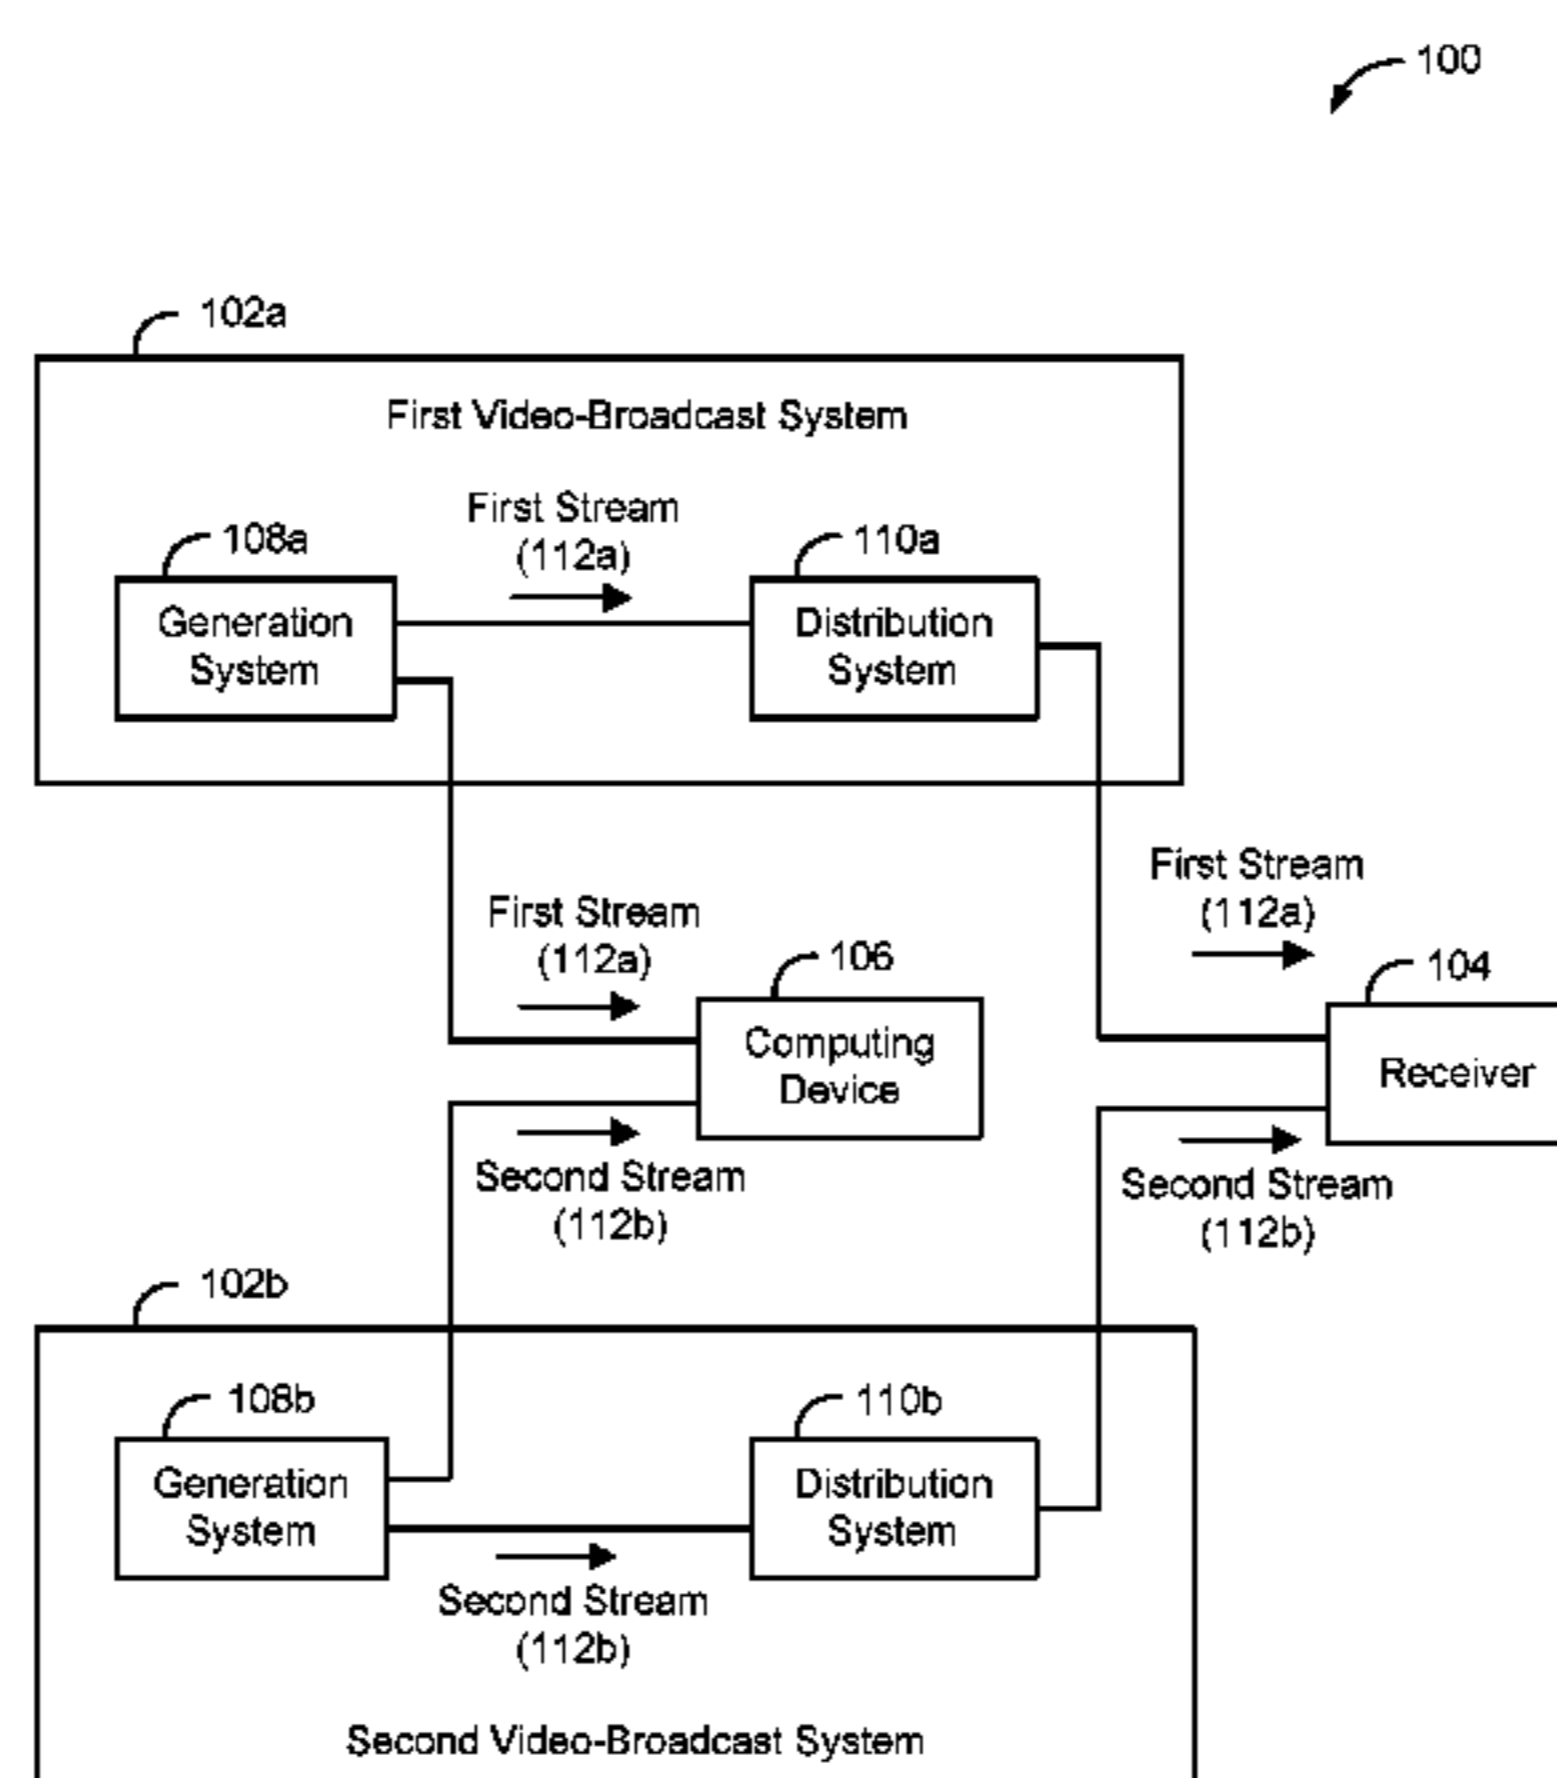 100
102a
First Video-Broadcast System
First Stream
(112a)
108a
110a
Generation
System
Distribution
System
First Stream
(112a)
First Stream
(112a)
106
104
Computing
Device
Receiver
Second Stream
(112b)
Second Stream
(112b)
102b
108b
110b
Generation
System
Distribution
System
Second Stream
(112b)
Second Video-Broadcast System